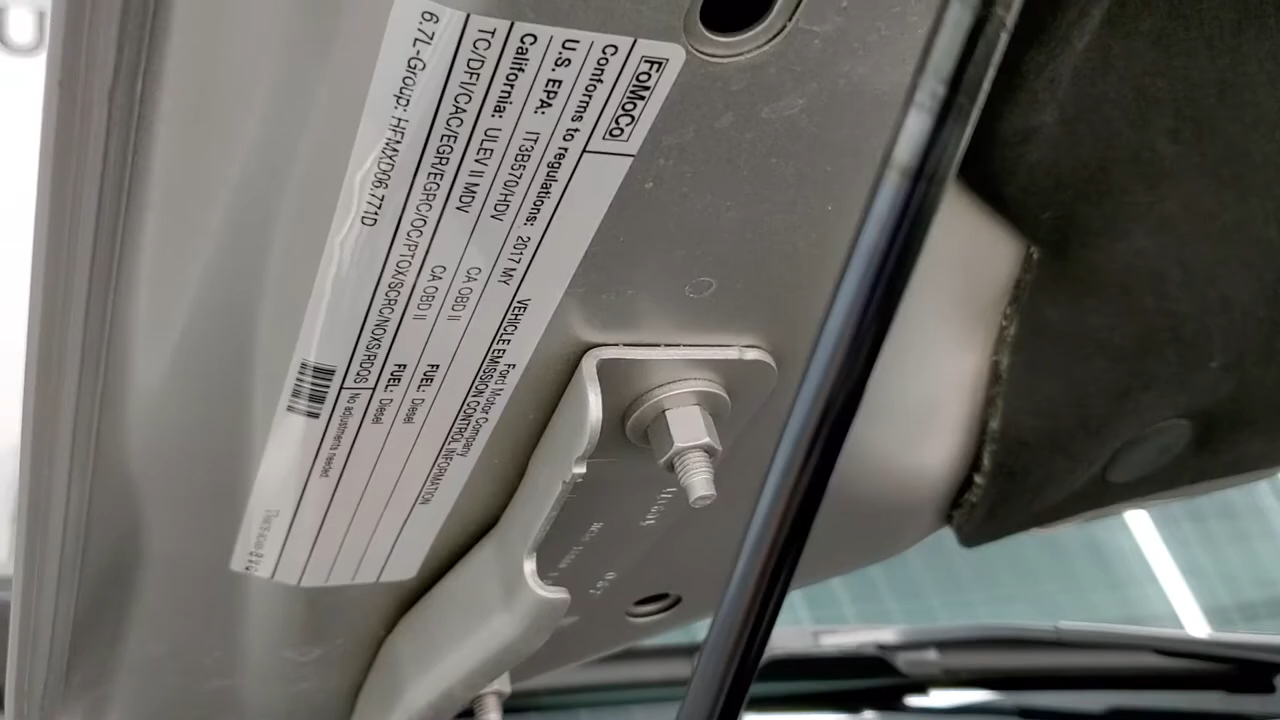 FoMoCo
Ford Motor Company
VEHICLE EMISSION CONTROL INFORMATION
Conforms to regulations: 2017 MY
U.S. EPA: IT3B570/HDV CA OBD II FUEL: Diesel
California: ULEV II MDV CA OBD II FUEL: Diesel
TC/DFI/CAC/EGR/EGRC/OC/PTOX/SCRC/NOXS/RDQS No adjustments needed
6.7L-Group: HFMXD06.771D